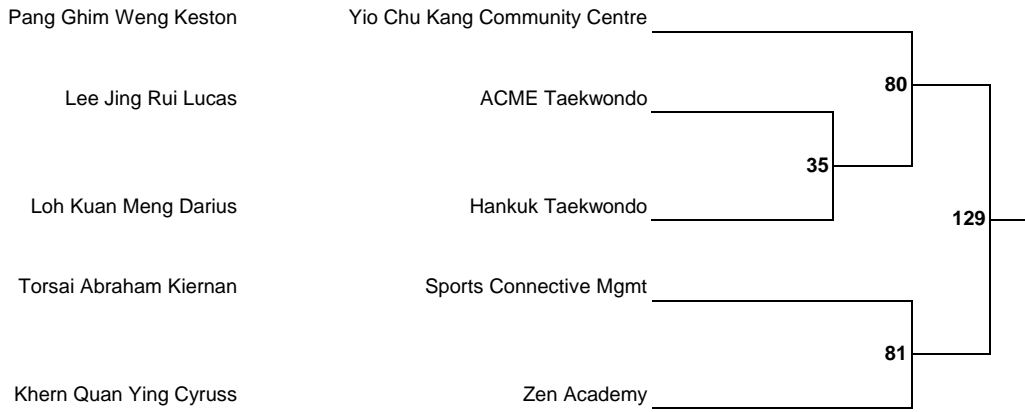 Pang Ghim Weng Keston Yio Chu Kang Community Centre
80
Lee Jing Rui Lucas ACME Taekwondo
35
Loh Kuan Meng Darius Hankuk Taekwondo
129
Torsai Abraham Kiernan Sports Connective Mgmt
81
Khern Quan Ying Cyruss Zen Academy